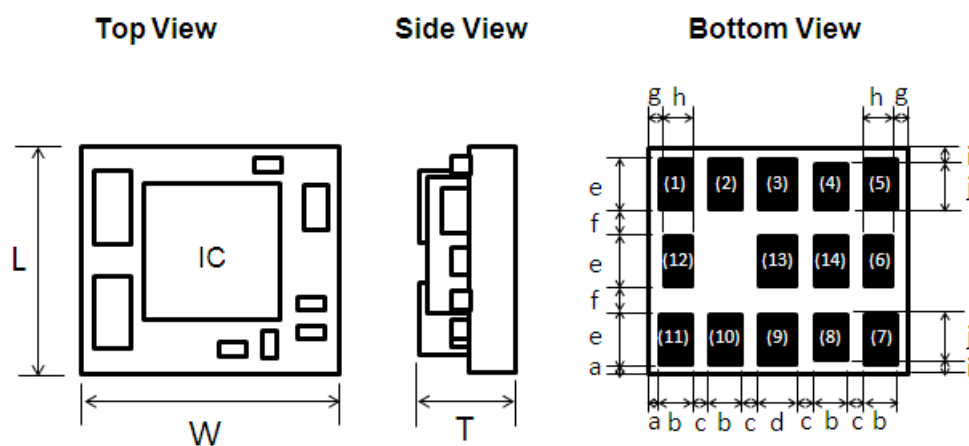 Top View Side View Bottom View
g h h g
(1) (2) (3) (4) (5)
e i j
f
L IC e (12) (13) (14) (6)
f
e (11) (10) (9) (8) (7) j
a i
a b c b c d c b c b
W T